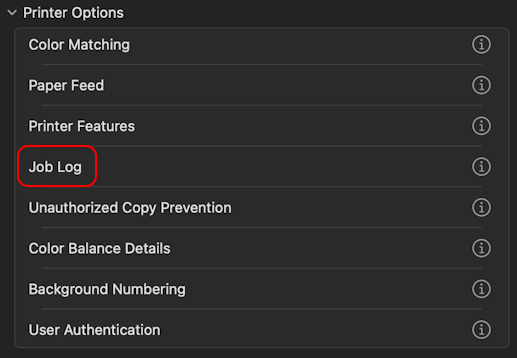 Printer Options
Color Matching
Paper Feed
Printer Features
Job Log
Unauthorized Copy Prevention
Color Balance Details
Background Numbering
User Authentication